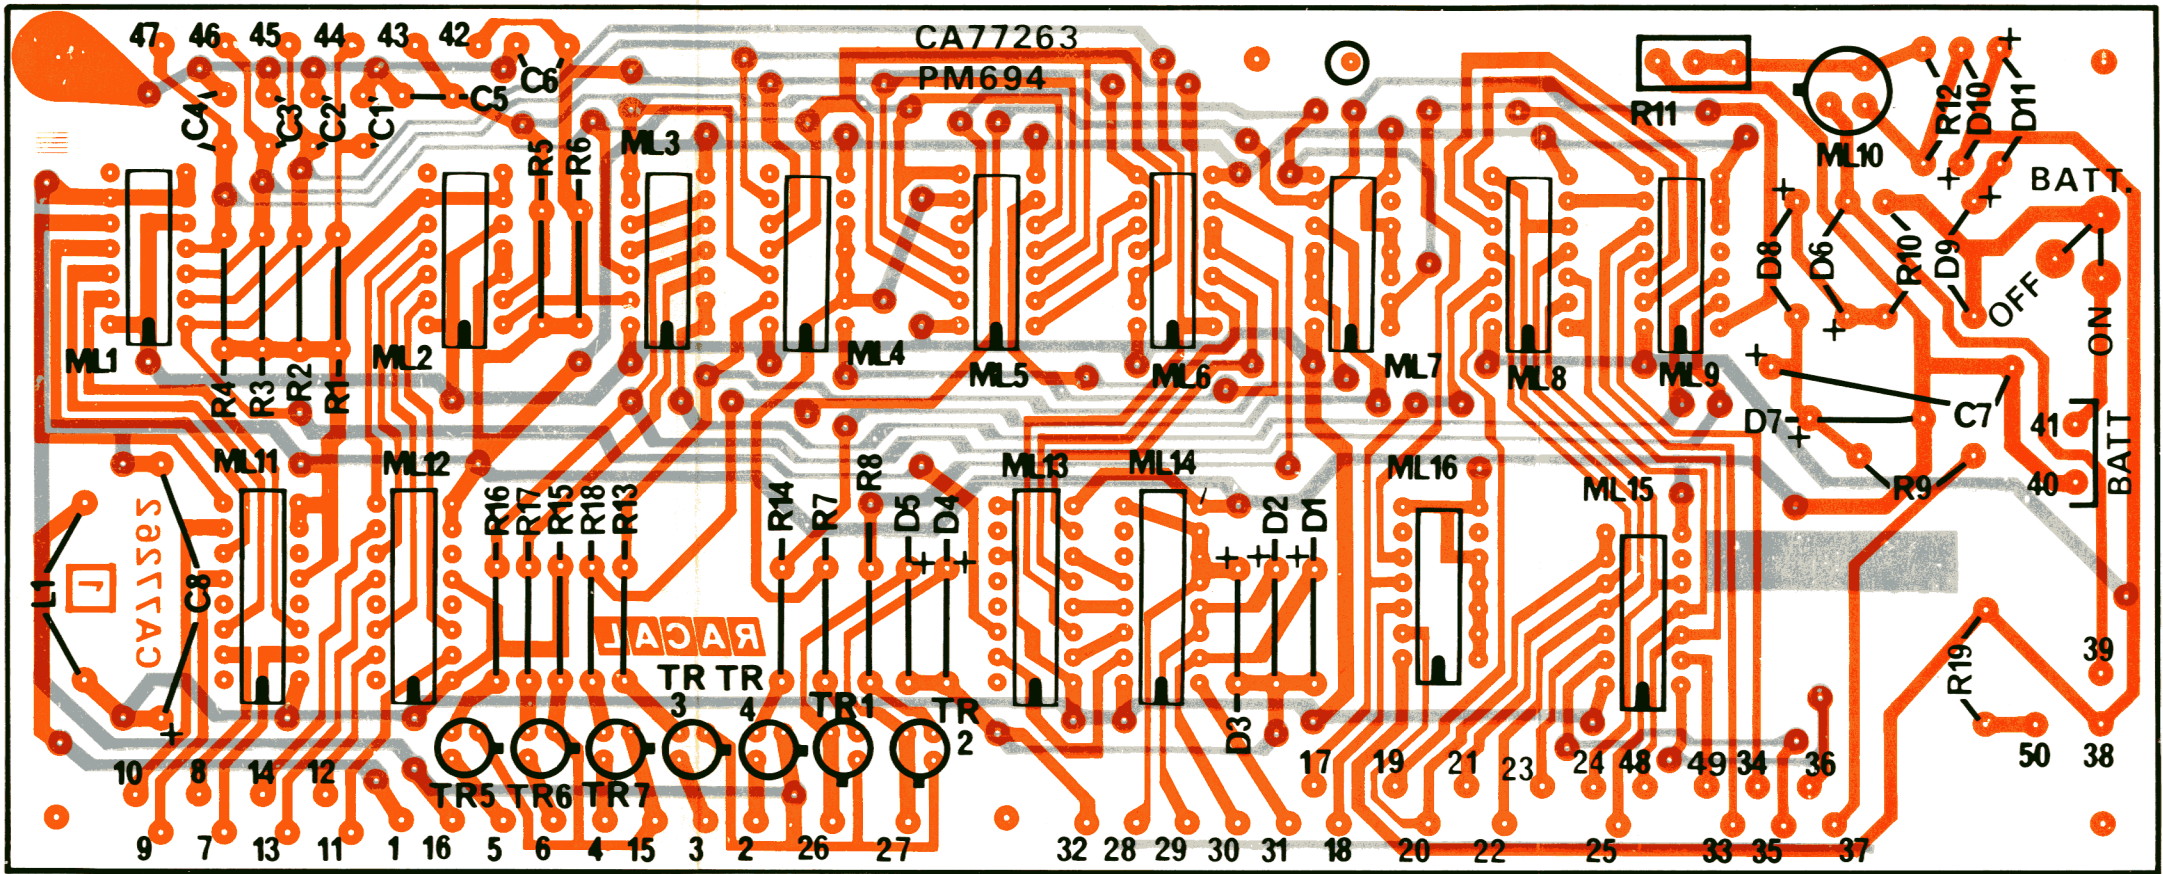 47 46 45 44 43 42
CA77263
PM694
C6
C5
C4 C3 C2 C1
R5 R6
ML3
R11
ML10
R12 D10 D11 +
+
BATT.
+ +
D8 D6 R10 D9
OFF
ON
+
ML1 ML2 ML4 ML5 ML6 ML7 ML8 ML9
R4 R3 R2 R1
+
D7 +
C7
41
40
BATT
ML11 ML12 ML13 ML14 ML16 ML15
R9
R16 R17 R15 R18 R13 R14 R7 R8 D5 D4 D2 D1
+ + + + +
L1
1
CA77262
C8
+
RACAL
TR TR
3 4
TR1
TR
2
D3
R19
39
10 8 14 12
TR5 TR6 TR7
17 19 21 23 24 48 49 34 36 50 38
9 7 13 11 1 16 5 6 4 15 3 2 26 27 32 28 29 30 31 18 20 22 25 33 35 37